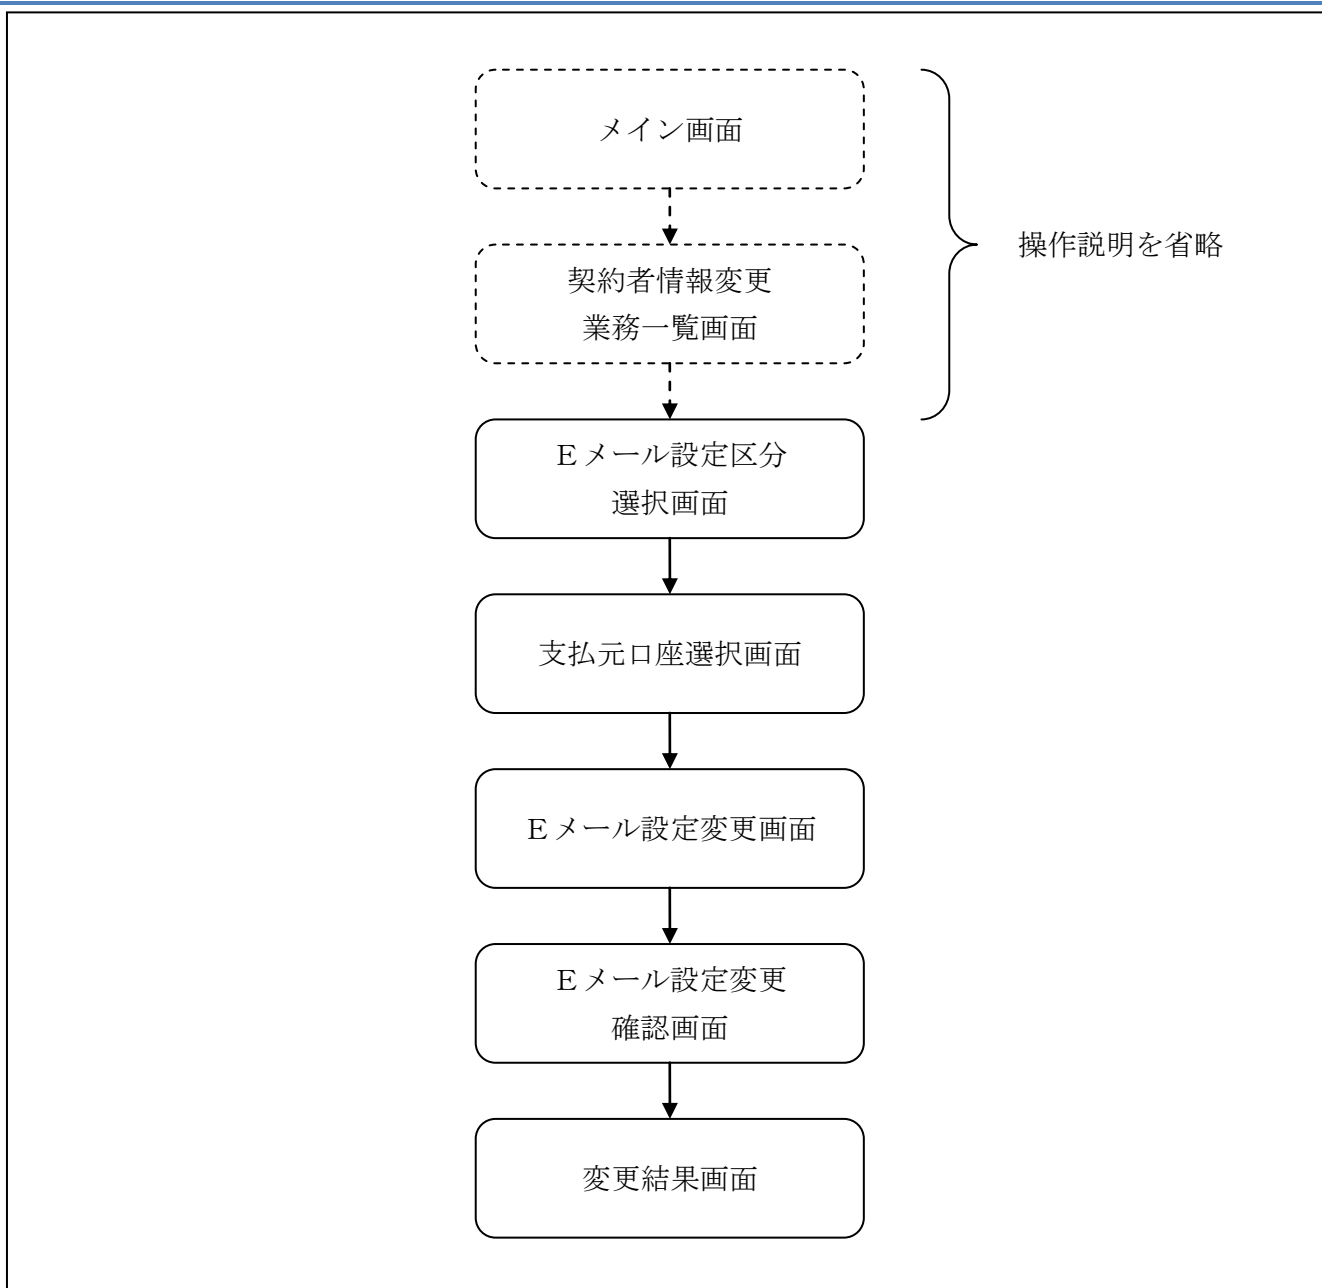 メイン画面
操作説明を省略
契約者情報変更
業務一覧画面
Ｅメール設定区分
選択画面
支払元口座選択画面
Ｅメール設定変更画面
Ｅメール設定変更
確認画面
変更結果画面